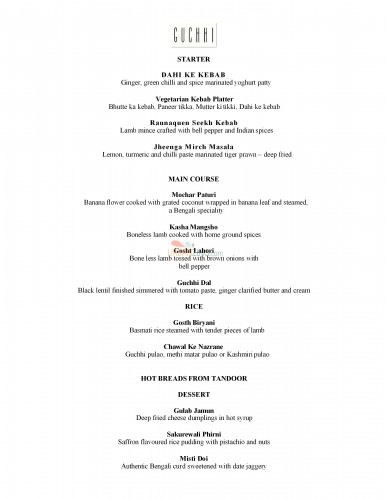 GUCHHI
STARTER
DAHI KE KEBAB
Ginger, green chilli and spice marinated yoghurt patty
Vegetarian Kebab Platter
Bhutte ka kebab, Paneer tikka, Mutter ki tikki, Dahi ke kebab
Raunaquen Seekh Kebab
Lamb mince crafted with bell pepper and Indian spices
Jheenga Mirch Masala
Lemon, turmeric and chilli paste marinated tiger prawn – deep fried
MAIN COURSE
Mochar Paturi
Banana flower cooked with grated coconut wrapped in banana leaf and steamed,
a Bengali speciality
Kasha Mangsho
Boneless lamb cooked with home ground spices
Gosht Lahori
Bone less lamb tossed with brown onions with
bell pepper
Guchhi Dal
Black lentil finished simmered with tomato paste, ginger clarified butter and cream
RICE
Gosth Biryani
Basmati rice steamed with tender pieces of lamb
Chawal Ke Nazrane
Guchhi pulao, methi matar pulao or Kashmin pulao
HOT BREADS FROM TANDOOR
DESSERT
Gulab Jamun
Deep fried cheese dumplings in hot syrup
Sakurewali Phirni
Saffron flavoured rice pudding with pistachio and nuts
Misti Doi
Authentic Bengali curd sweetened with date jaggery